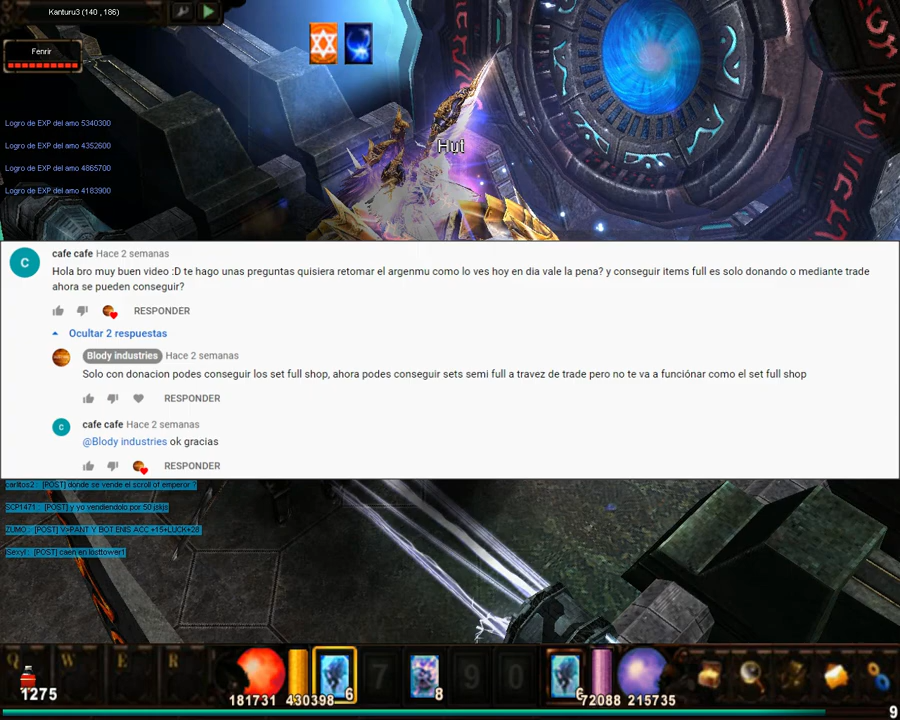 Kanturu3 (140 , 186)
Fenrir
Logro de EXP del amo 5340300
Logro de EXP del amo 4352600
Logro de EXP del amo 4865700
Logro de EXP del amo 4183900
Hut
C
cafe cafe Hace 2 semanas
Hola bro muy buen video :D te hago unas preguntas quisiera retomar el argenmu como lo ves hoy en dia vale la pena? y conseguir items full es solo donando o mediante trade
ahora se pueden conseguir?
RESPONDER
Ocultar 2 respuestas
Blody industries Hace 2 semanas
Solo con donacion podes conseguir los set full shop, ahora podes conseguir sets semi full a travez de trade pero no te va a funciónar como el set full shop
RESPONDER
C
cafe cafe Hace 2 semanas
@Blody industries ok gracias
RESPONDER
carlitos2 : [POST] donde se vende el scroll of emperor ?
SCP1471 : [POST] y yo vendiendolo por 50 jskjs
ZUMO : [POST] V>PANT Y BOT ENIS ACC +15+LUCK+28
iSexyI : [POST] caen en losttower1
Q W E R
1275
181731 430398 6 7 8 9 0 6 72088 215735
9